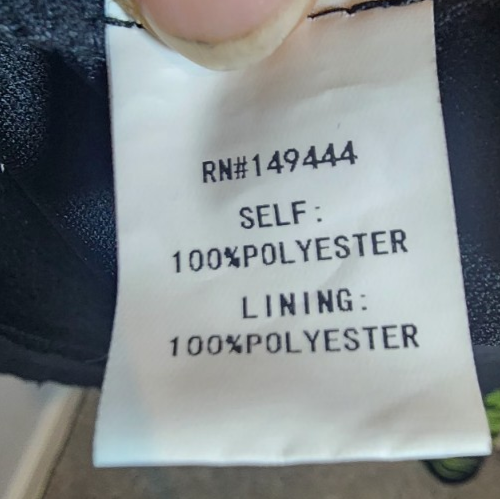 RN#149444
SELF:
100%POLYESTER
LINING:
100%POLYESTER